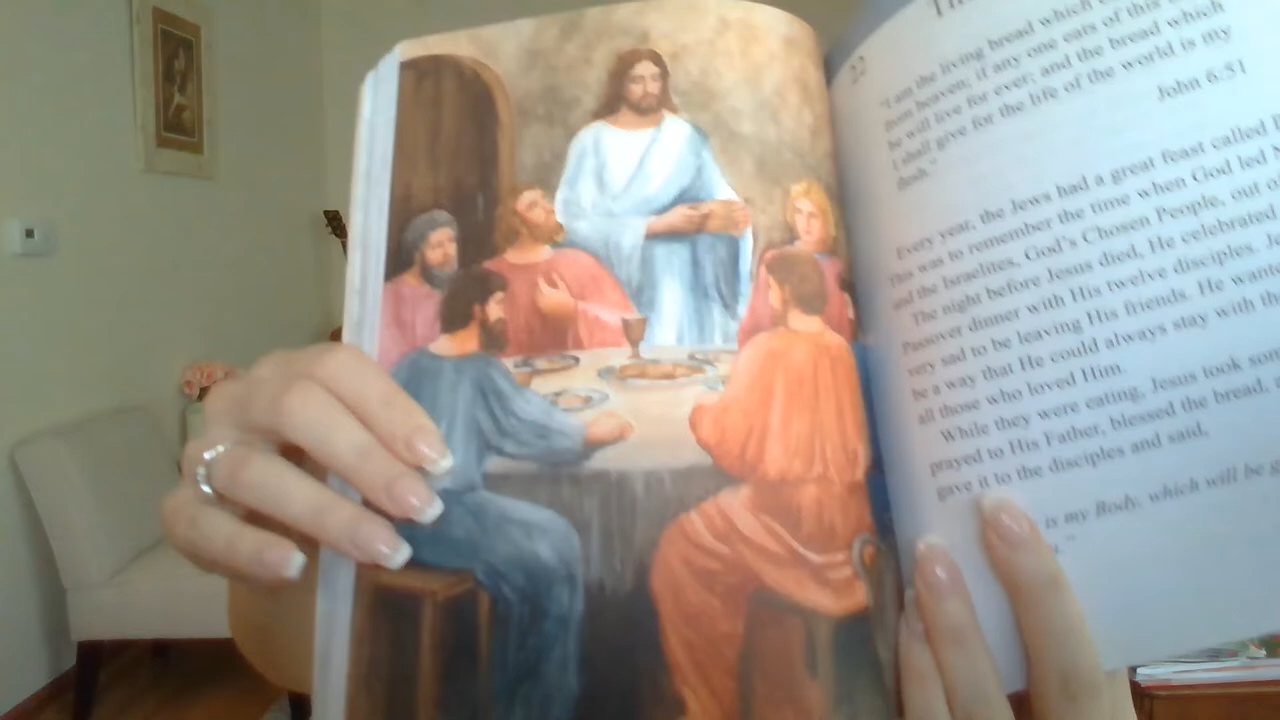 22
"I am the living bread which
from heaven; if any one eats of this
he will live for ever; and the bread which
I shall give for the life of the world is my
flesh."
John 6:51
Every year, the Jews had a great feast called
This was to remember the time when God led
and the Israelites, God's Chosen People, out of
The night before Jesus died, He celebrated
Passover dinner with His twelve disciples.
very sad to be leaving His friends. He wanted
be a way that He could always stay with
all those who loved Him.
While they were eating, Jesus took
prayed to His Father, blessed the bread,
gave it to the disciples and said,
is my Body, which will be